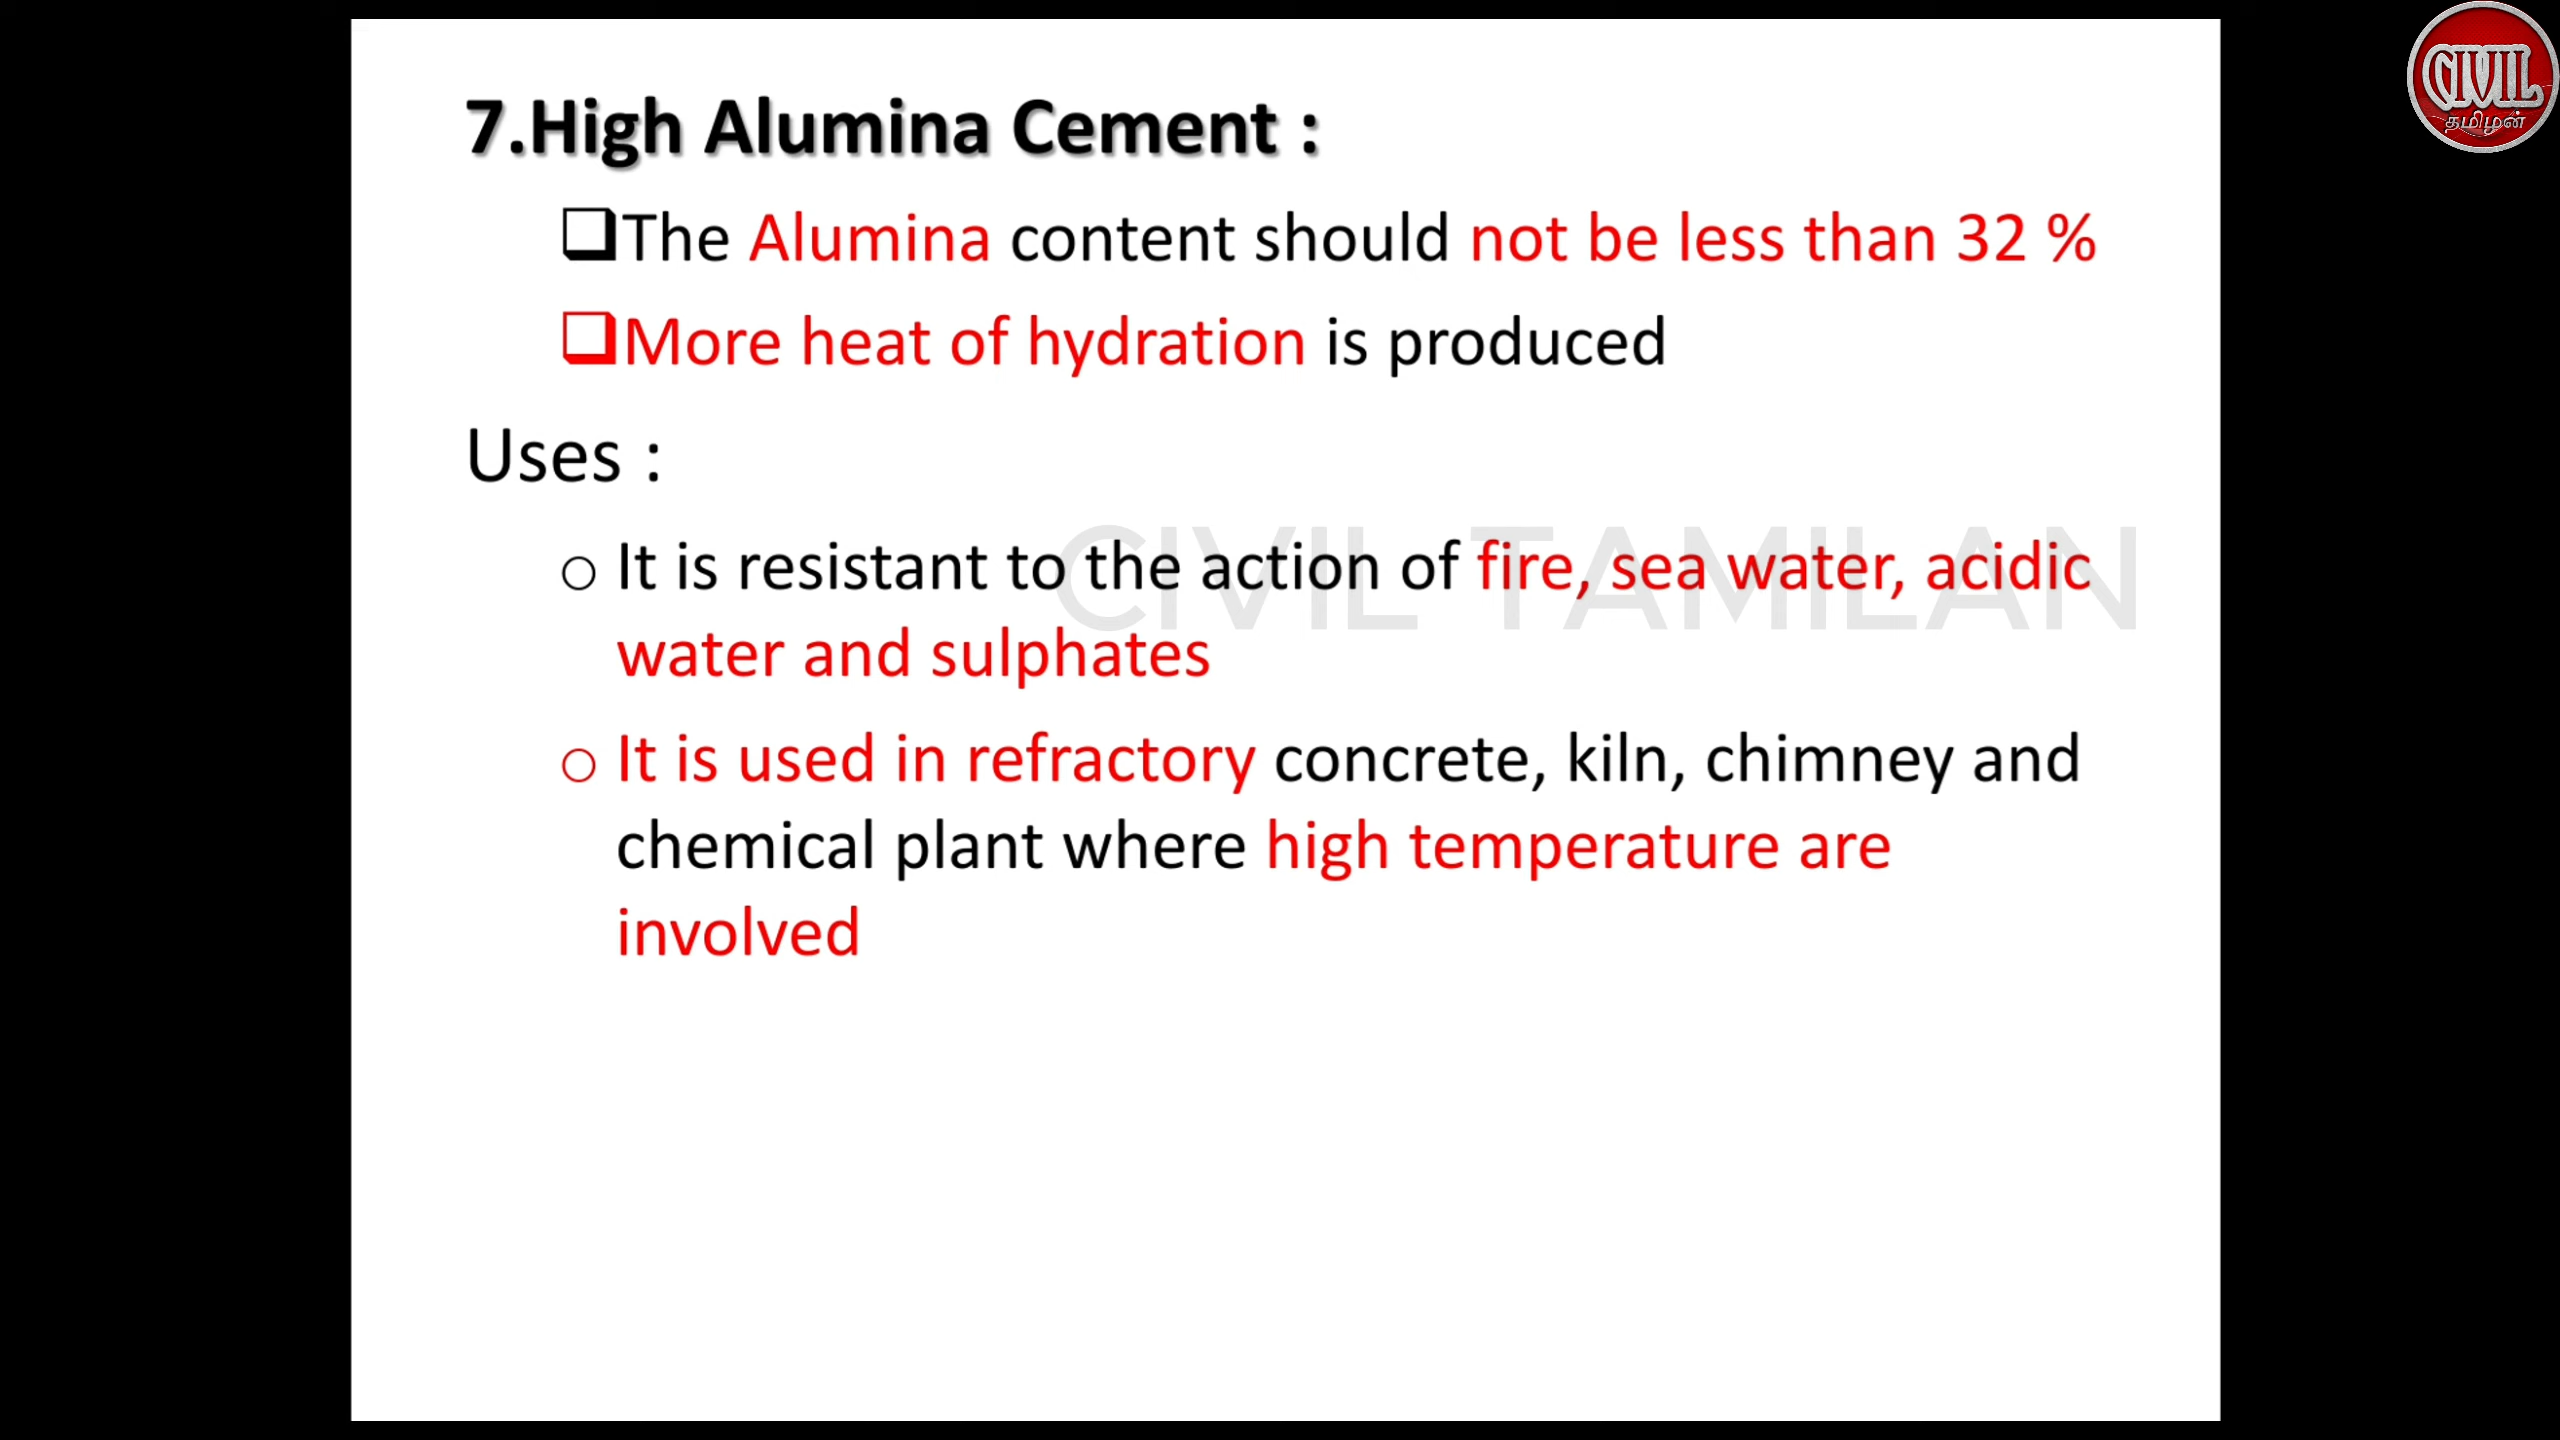 7.High Alumina Cement :
❑The Alumina content should not be less than 32 %
❑More heat of hydration is produced
Uses :
o It is resistant to the action of fire, sea water, acidic
water and sulphates
o It is used in refractory concrete, kiln, chimney and
chemical plant where high temperature are
involved
CIVIL TAMILAN
CIVIL
தமிழன்